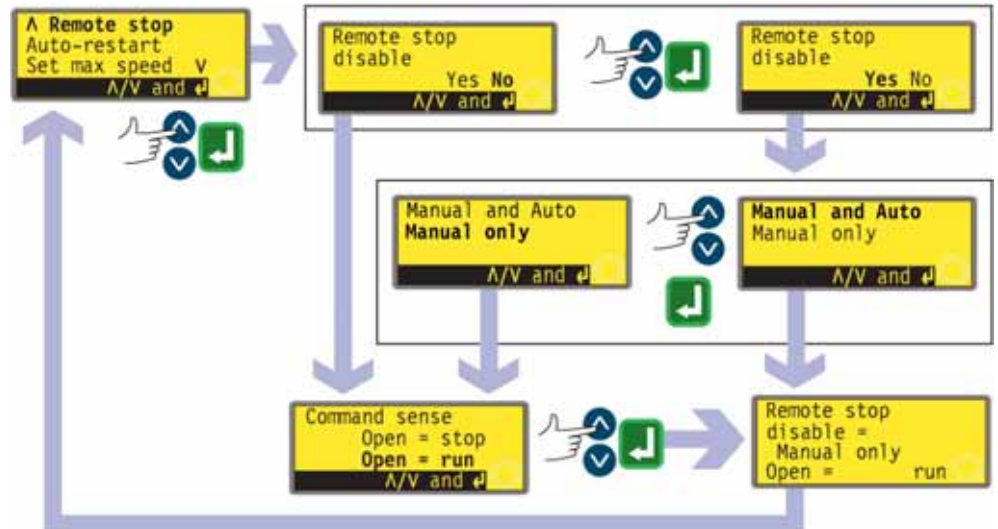 Λ Remote stop
Auto-restart
Set max speed V
Λ/V and ↲
Remote stop
disable
Yes No
Λ/V and ↲
Remote stop
disable
Yes No
Λ/V and ↲
Manual and Auto
Manual only
Λ/V and ↲
Manual and Auto
Manual only
Λ/V and ↲
Command sense
Open = stop
Open = run
Λ/V and ↲
Remote stop
disable =
Manual only
Open = run